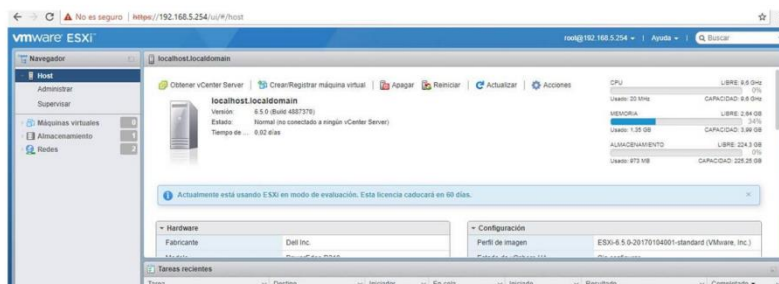 No es seguro | https://192.168.5.254/ui/#/host
vmware ESXi™
root@192.168.5.254 | Ayuda | Buscar
Navegador
localhost.localdomain
Host
Administrar
Supervisar
Máquinas virtuales 0
Almacenamiento 1
Redes 2
Obtener vCenter Server | Crear/Registrar máquina virtual | Apagar Reiniciar | Actualizar | Acciones
localhost.localdomain
Versión: 6.5.0 (Build 4887370)
Estado: Normal (no conectado a ningún vCenter Server)
Tiempo de ... 0,02 días
CPU LIBRE: 9,6 GHz
0%
Usado: 20 MHz CAPACIDAD: 9,6 GHz
MEMORIA LIBRE: 2,64 GB
34%
Usado: 1,35 GB CAPACIDAD: 3,99 GB
ALMACENAMIENTO LIBRE: 224,3 GB
0%
Usado: 973 MB CAPACIDAD: 225,25 GB
Actualmente está usando ESXi en modo de evaluación. Esta licencia caducará en 60 días.
Hardware
Fabricante Dell Inc.
Configuración
Perfil de imagen ESXi-6.5.0-20170104001-standard (VMware, Inc.)
Tareas recientes